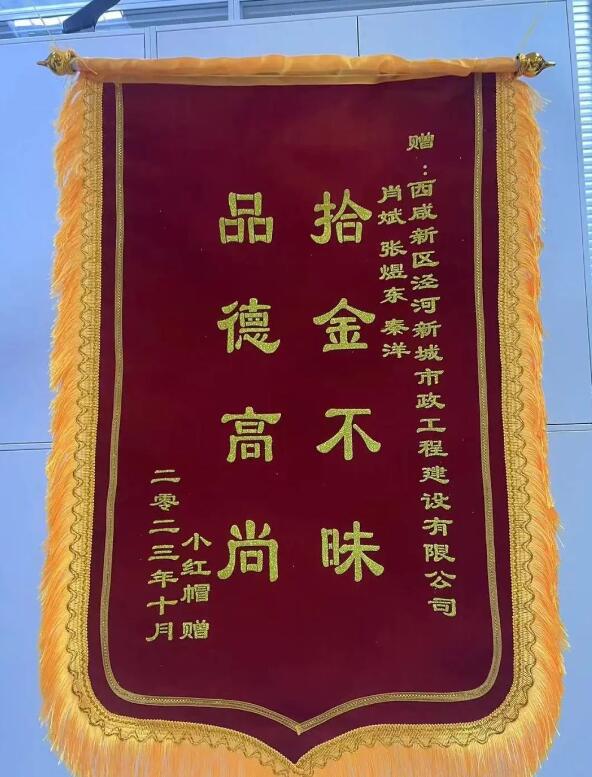 赠：西咸新区泾河新城市政工程建设有限公司
肖斌 张煜东 秦洋
拾金不昧
品德高尚
小红帽 赠
二零二三年十月